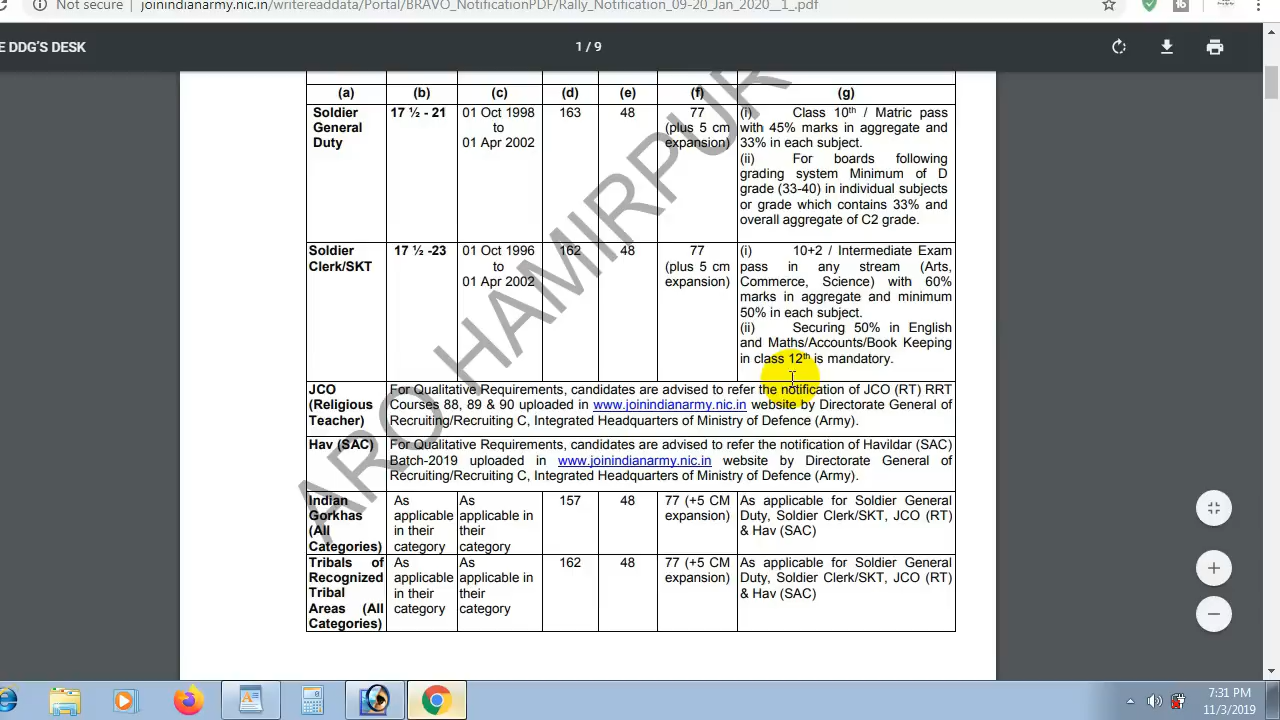 Not secure | joinindianarmy.nic.in/writereaddata/Portal/BRAVO_NotificationPDF/Rally_Notification_09-20_Jan_2020__1_.pdf
E DDG'S DESK
1 / 9
(a) (b) (c) (d) (e) (f) (g)
Soldier General Duty
17 ½ - 21
01 Oct 1998
to
01 Apr 2002
163
48
77
(plus 5 cm
expansion)
(i) Class 10th / Matric pass
with 45% marks in aggregate and
33% in each subject.
(ii) For boards following
grading system Minimum of D
grade (33-40) in individual subjects
or grade which contains 33% and
overall aggregate of C2 grade.
Soldier
Clerk/SKT
17 ½ -23
01 Oct 1996
to
01 Apr 2002
162
48
77
(plus 5 cm
expansion)
(i) 10+2 / Intermediate Exam
pass in any stream (Arts,
Commerce, Science) with 60%
marks in aggregate and minimum
50% in each subject.
(ii) Securing 50% in English
and Maths/Accounts/Book Keeping
in class 12th is mandatory.
JCO
(Religious
Teacher)
For Qualitative Requirements, candidates are advised to refer the notification of JCO (RT) RRT
Courses 88, 89 & 90 uploaded in www.joinindianarmy.nic.in website by Directorate General of
Recruiting/Recruiting C, Integrated Headquarters of Ministry of Defence (Army).
Hav (SAC)
For Qualitative Requirements, candidates are advised to refer the notification of Havildar (SAC)
Batch-2019 uploaded in www.joinindianarmy.nic.in website by Directorate General of
Recruiting/Recruiting C, Integrated Headquarters of Ministry of Defence (Army).
Indian
Gorkhas
(All
Categories)
As
applicable
in their
category
As
applicable in
their
category
157
48
77 (+5 CM
expansion)
As applicable for Soldier General
Duty, Soldier Clerk/SKT, JCO (RT)
& Hav (SAC)
Tribals of
Recognized
Tribal
Areas (All
Categories)
As
applicable
in their
category
As
applicable in
their
category
162
48
77 (+5 CM
expansion)
As applicable for Soldier General
Duty, Soldier Clerk/SKT, JCO (RT)
& Hav (SAC)
ARO HAMIRPUR
7:31 PM
11/3/2019